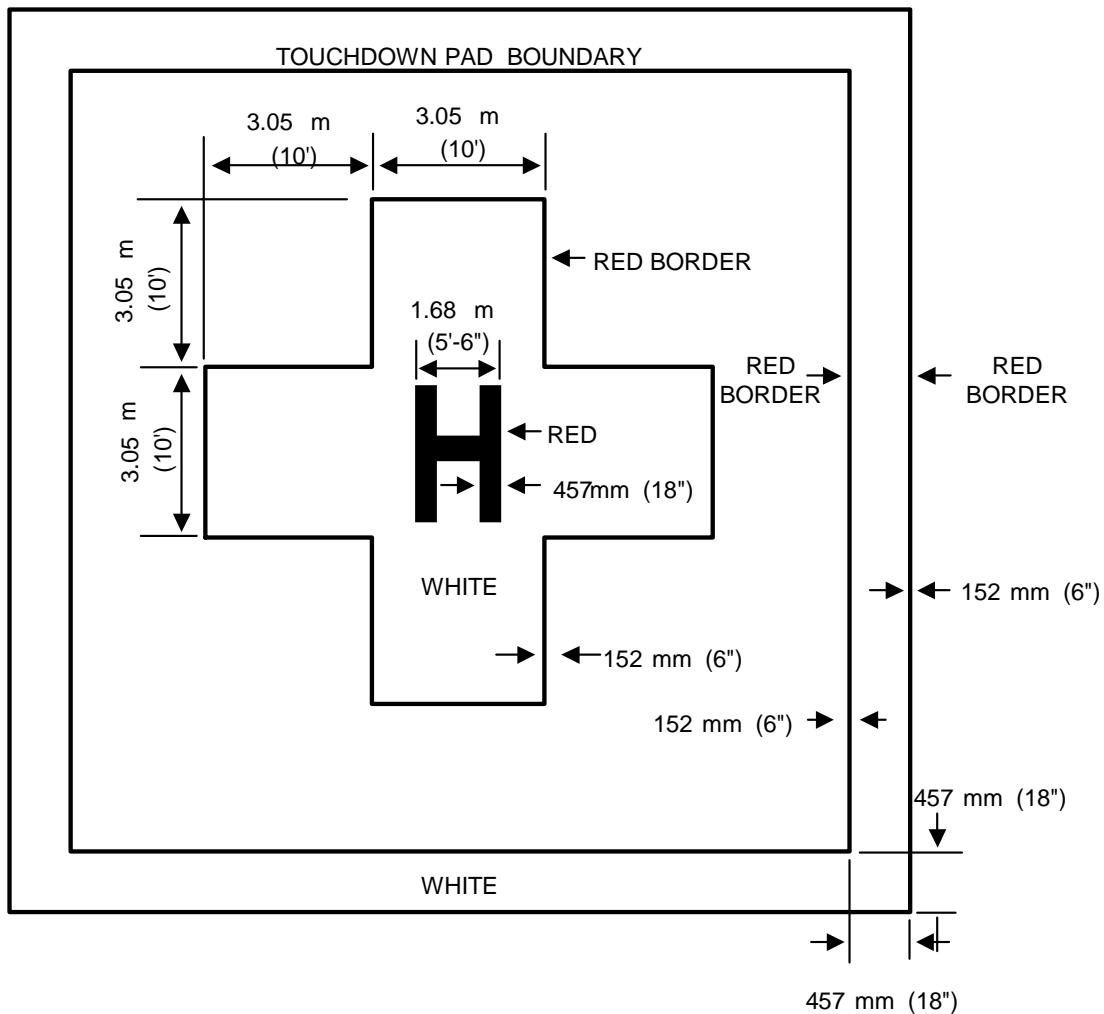 TOUCHDOWN PAD BOUNDARY
3.05 m
(10')
3.05 m
(10')
3.05 m
(10')
RED BORDER
1.68 m
(5'-6")
RED
BORDER
RED
BORDER
3.05 m
(10')
H
RED
457mm (18")
WHITE
152 mm (6")
152 mm (6")
152 mm (6")
457 mm (18")
WHITE
457 mm (18")